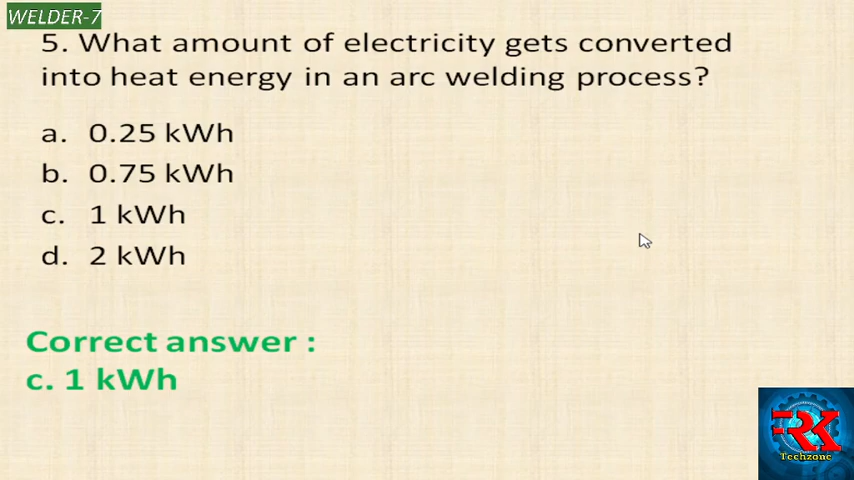 WELDER-7
5. What amount of electricity gets converted
into heat energy in an arc welding process?
a. 0.25 kWh
b. 0.75 kWh
c. 1 kWh
d. 2 kWh
Correct answer :
c. 1 kWh
RK
Techzone